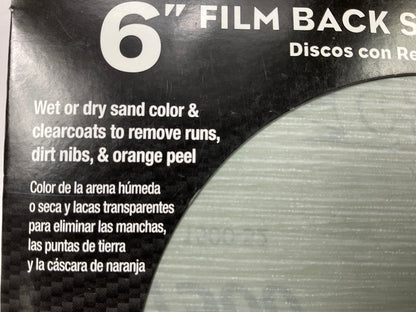 6" FILM BACK S
Discos con Re
Wet or dry sand color &
clearcoats to remove runs,
dirt nibs, & orange peel
Color de la arena húmeda
o seca y lacas transparentes
para eliminar las manchas,
las puntas de tierra
y la cáscara de naranja